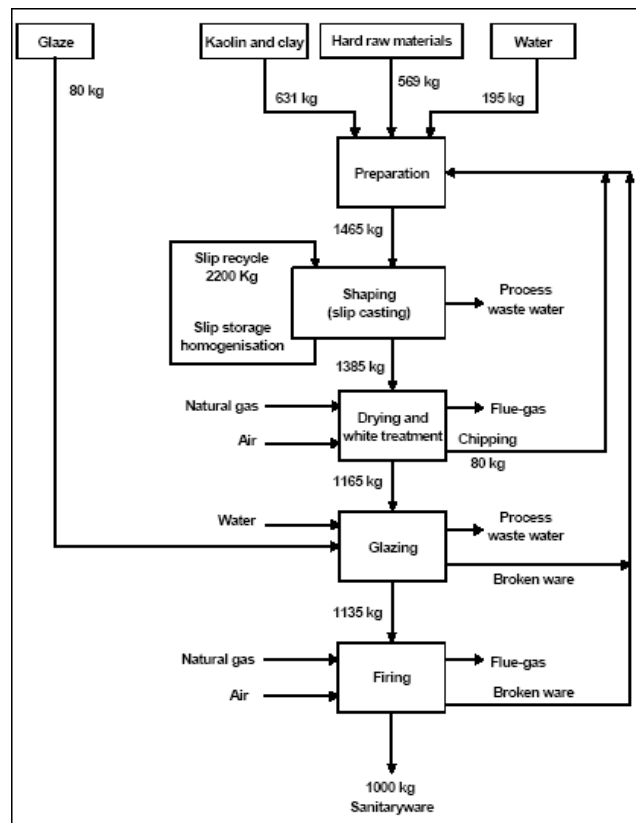 Glaze
Kaolin and clay
Hard raw materials
Water
80 kg
631 kg
569 kg
195 kg
Preparation
1465 kg
Slip recycle
2200 Kg
Slip storage
homogenisation
Shaping
(slip casting)
Process
waste water
1385 kg
Natural gas
Air
Drying and
white treatment
Flue-gas
Chipping
80 kg
1165 kg
Water
Glazing
Process
waste water
Broken ware
1135 kg
Natural gas
Air
Firing
Flue-gas
Broken ware
1000 kg
Sanitaryware